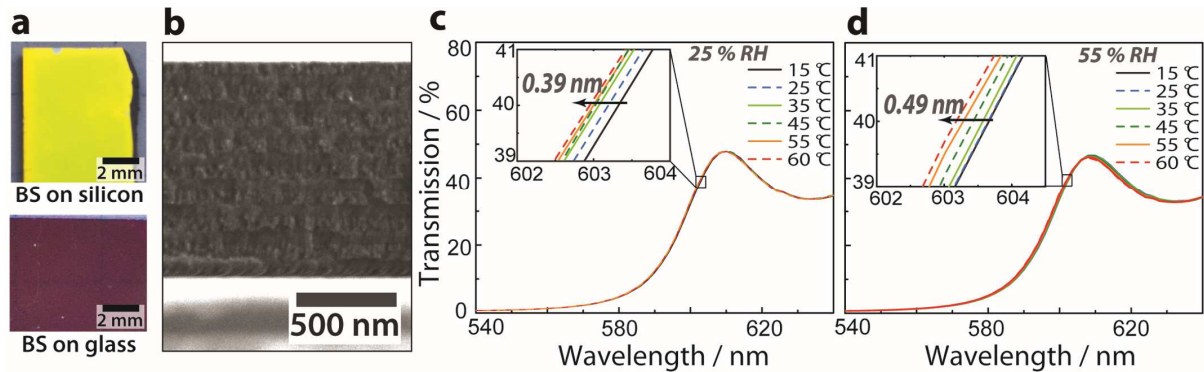 a
2 mm
BS on silicon
2 mm
BS on glass
b
500 nm
c
80
60
40
20
0
Transmission / %
540
580
620
Wavelength / nm
25 % RH
15 ℃
25 ℃
35 ℃
45 ℃
55 ℃
60 ℃
41
40
39
0.39 nm
602
603
604
d
540
580
620
Wavelength / nm
55 % RH
15 ℃
25 ℃
35 ℃
45 ℃
55 ℃
60 ℃
41
40
39
0.49 nm
602
603
604